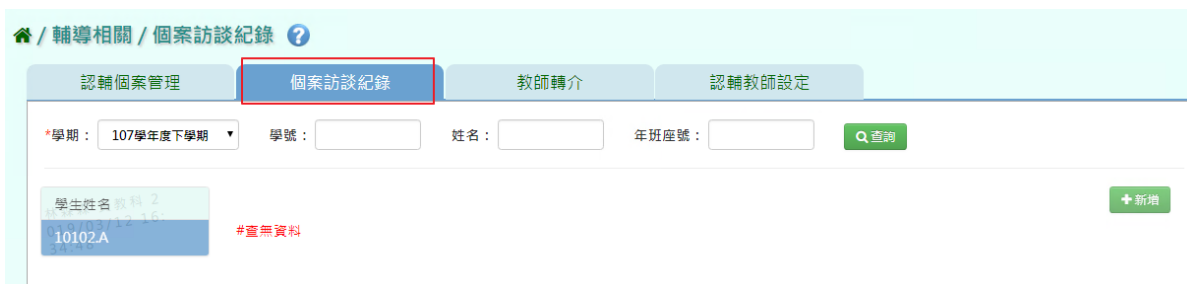 / 輔導相關 / 個案訪談紀錄 ?
認輔個案管理 個案訪談紀錄 教師轉介 認輔教師設定
*學期： 107學年度下學期 學號： 姓名： 年班座號： 查詢
學生姓名
+新增
10102.A
#查無資料